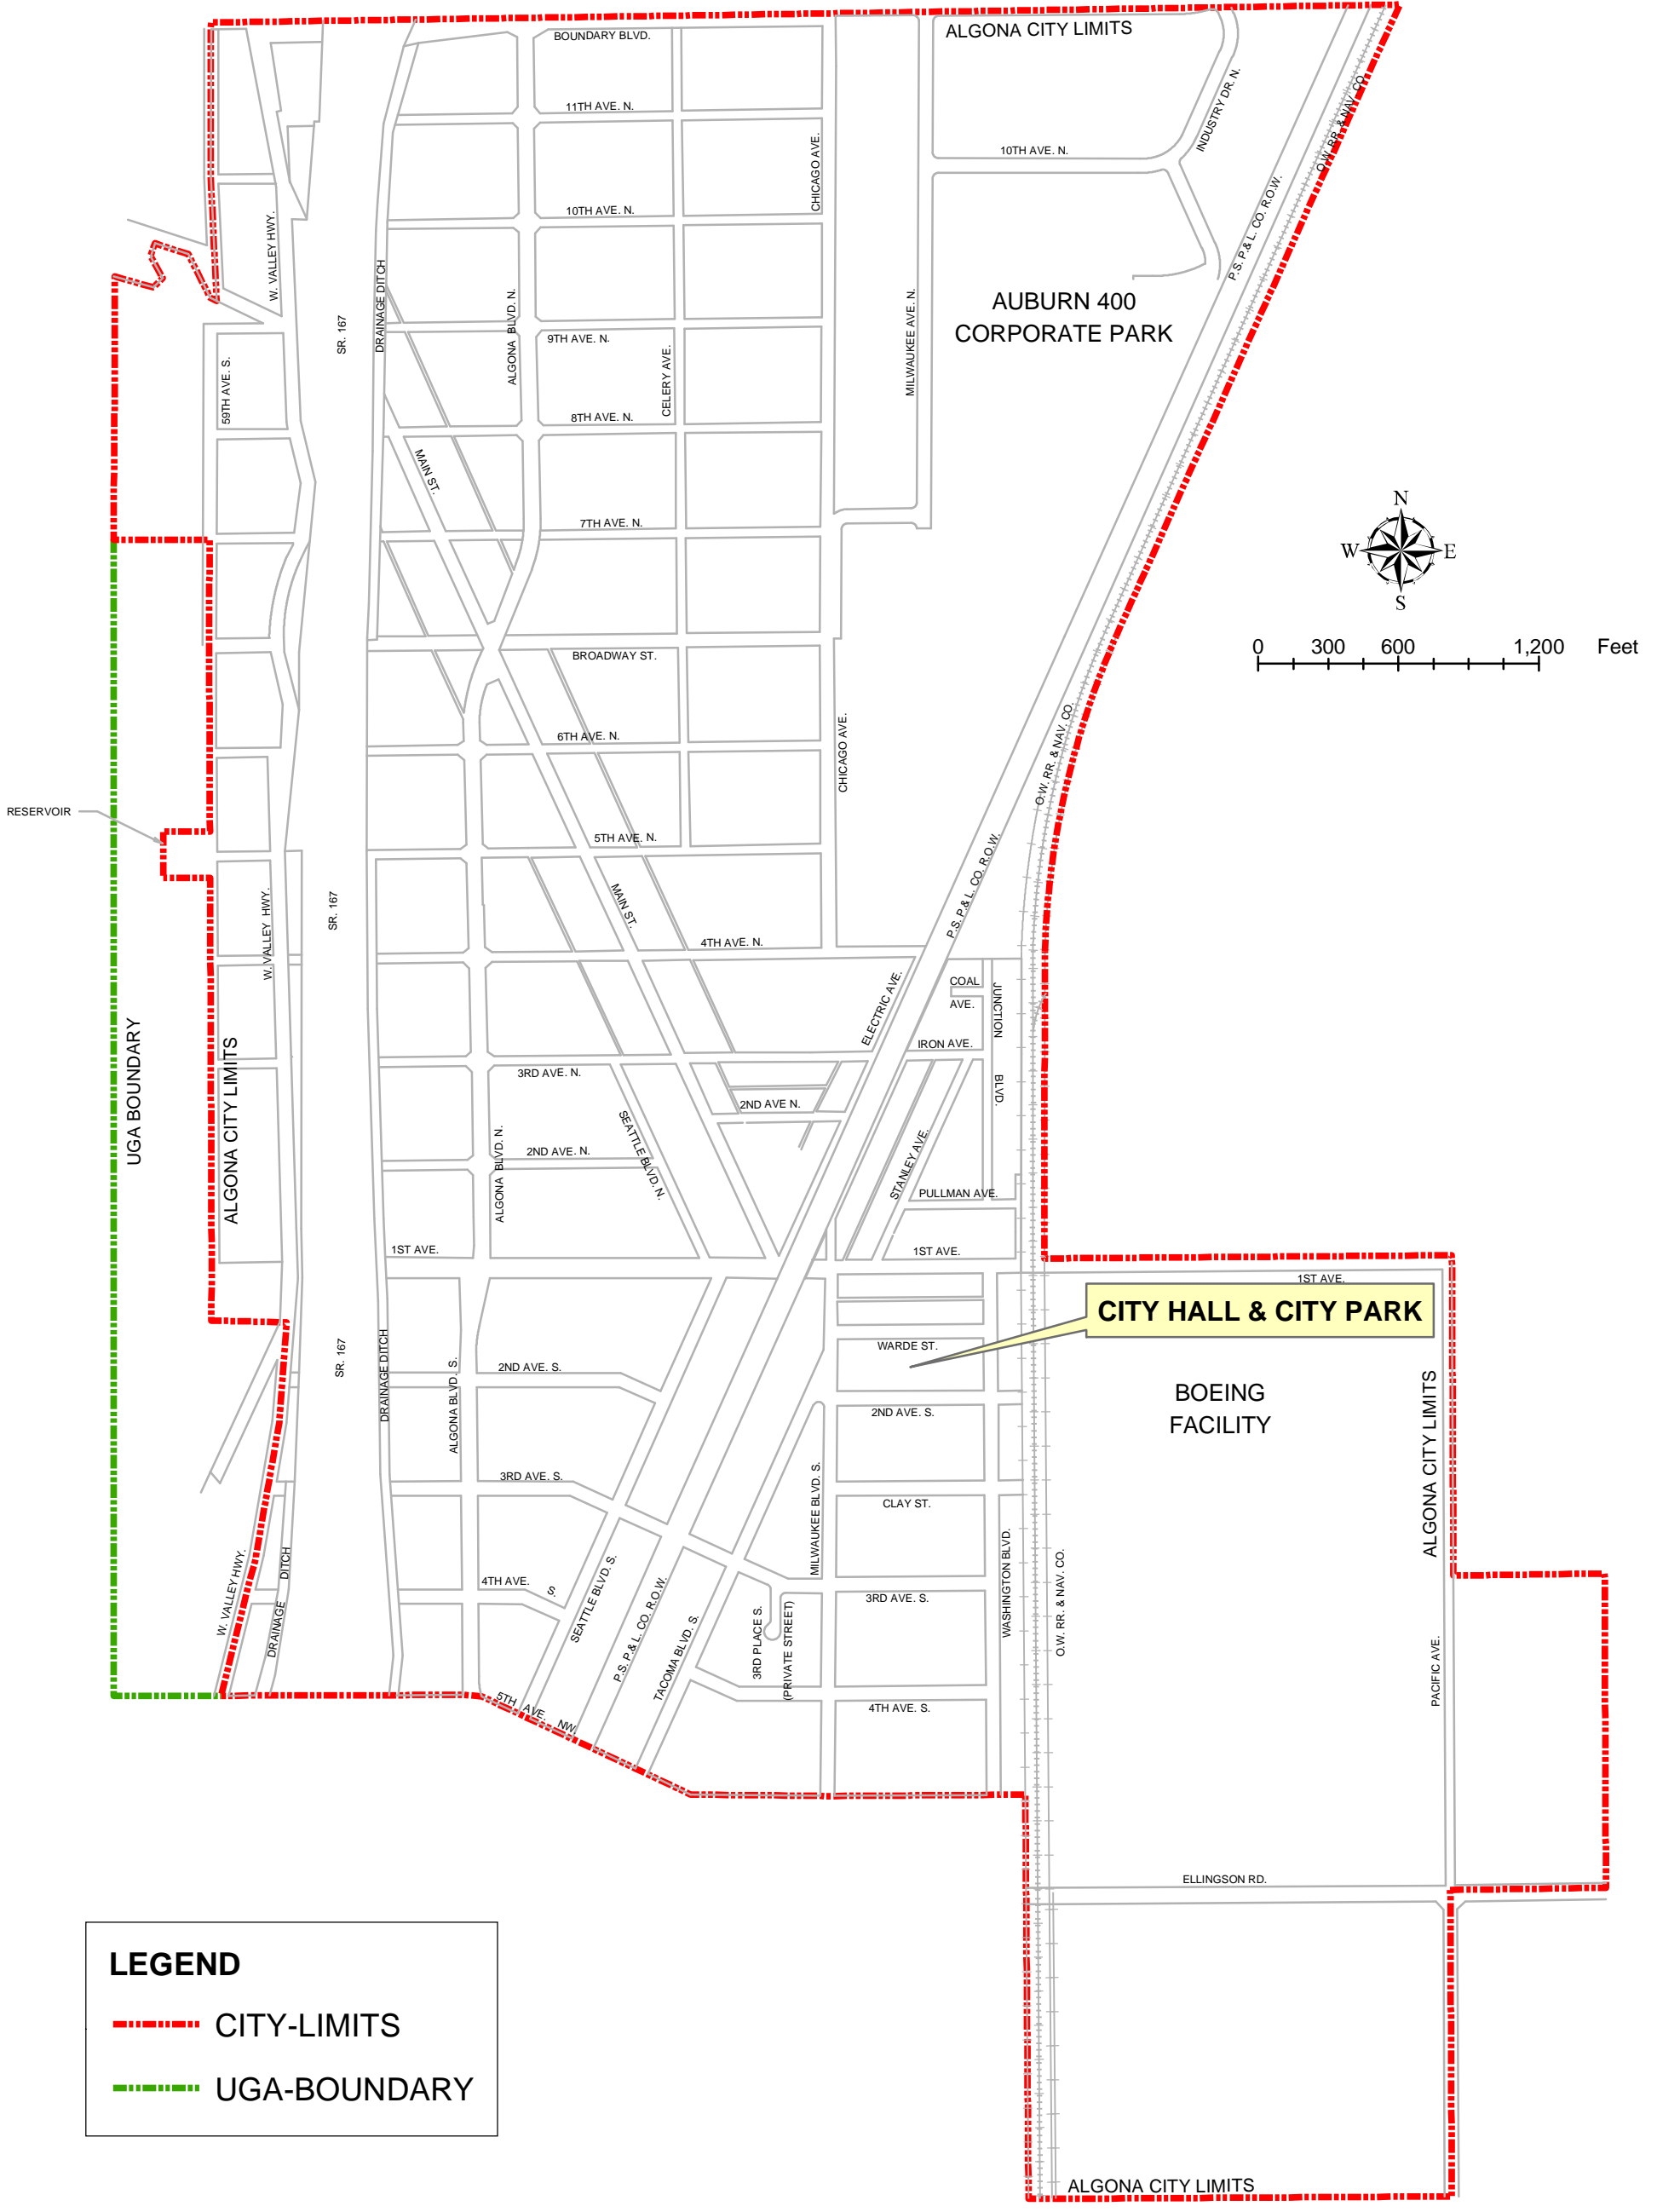 ALGONA CITY LIMITS
BOUNDARY BLVD.
11TH AVE. N.
CHICAGO AVE.
10TH AVE. N.
INDUSTRY DR. N.
O.W. RR. & NAV. CO.
P.S. P.& L. CO. R.O.W.
10TH AVE. N.
W. VALLEY HWY.
SR. 167
DRAINAGE DITCH
ALGONA BLVD. N.
9TH AVE. N.
CELERY AVE.
MILWAUKEE AVE. N.
AUBURN 400
CORPORATE PARK
59TH AVE. S.
8TH AVE. N.
MAIN ST.
7TH AVE. N.
N
W
E
S
0 300 600 1,200 Feet
BROADWAY ST.
6TH AVE. N.
CHICAGO AVE.
O.W. RR. & NAV. CO.
RESERVOIR
5TH AVE. N.
W. VALLEY HWY.
SR. 167
MAIN ST.
4TH AVE. N.
P.S. P.& L. CO. R.O.W.
ELECTRIC AVE.
COAL
AVE.
JUNCTION
BLVD.
IRON AVE.
UGA BOUNDARY
ALGONA CITY LIMITS
3RD AVE. N.
2ND AVE N.
SEATTLE BLVD. N.
2ND AVE. N.
ALGONA BLVD. N.
STANLEY AVE.
PULLMAN AVE.
1ST AVE.
1ST AVE.
1ST AVE.
CITY HALL & CITY PARK
WARDE ST.
SR. 167
DRAINAGE DITCH
ALGONA BLVD. S.
2ND AVE. S.
BOEING
FACILITY
ALGONA CITY LIMITS
2ND AVE. S.
3RD AVE. S.
CLAY ST.
MILWAUKEE BLVD. S.
WASHINGTON BLVD.
O.W. RR. & NAV. CO.
W. VALLEY HWY.
DRAINAGE
DITCH
4TH AVE.
S.
SEATTLE BLVD. S.
P.S. P.& L. CO. R.O.W.
TACOMA BLVD. S.
3RD PLACE S.
(PRIVATE STREET)
3RD AVE. S.
PACIFIC AVE.
5TH AVE. NW.
4TH AVE. S.
ELLINGSON RD.
LEGEND
CITY-LIMITS
UGA-BOUNDARY
ALGONA CITY LIMITS